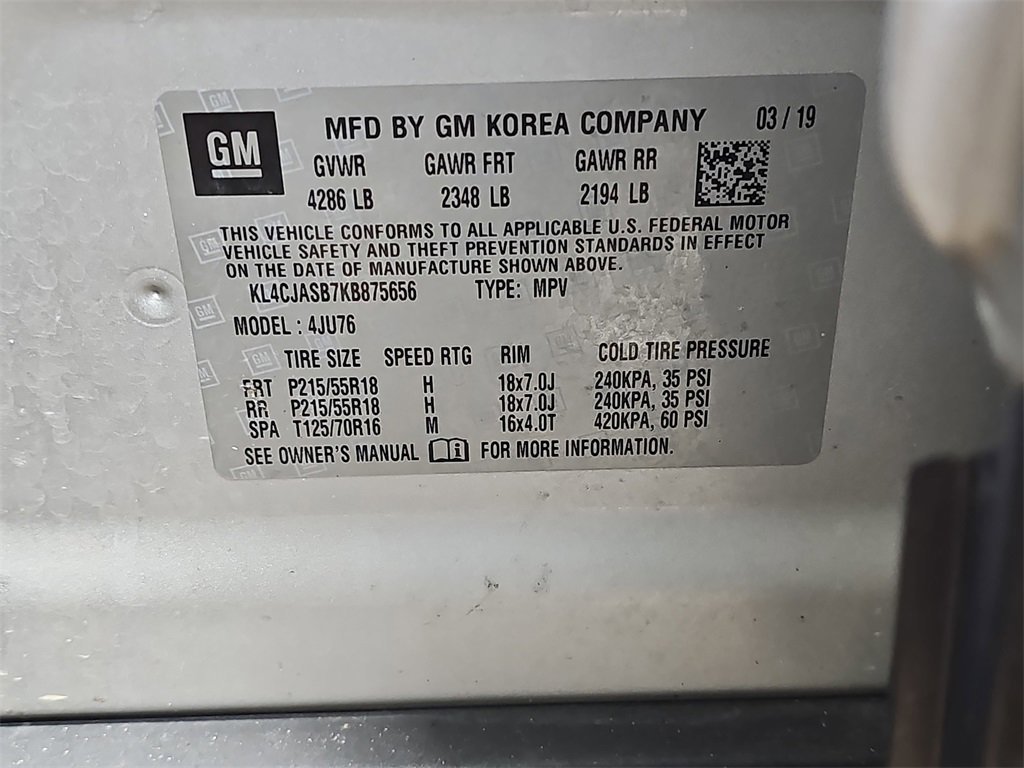 GM
MFD BY GM KOREA COMPANY 03 / 19
GVWR GAWR FRT GAWR RR
4286 LB 2348 LB 2194 LB
THIS VEHICLE CONFORMS TO ALL APPLICABLE U.S. FEDERAL MOTOR
VEHICLE SAFETY AND THEFT PREVENTION STANDARDS IN EFFECT
ON THE DATE OF MANUFACTURE SHOWN ABOVE.
KL4CJASB7KB875656 TYPE: MPV
MODEL : 4JU76
TIRE SIZE SPEED RTG RIM COLD TIRE PRESSURE
FRT P215/55R18 H 18x7.0J 240KPA, 35 PSI
RR P215/55R18 H 18x7.0J 240KPA, 35 PSI
SPA T125/70R16 M 16x4.0T 420KPA, 60 PSI
SEE OWNER'S MANUAL i FOR MORE INFORMATION.